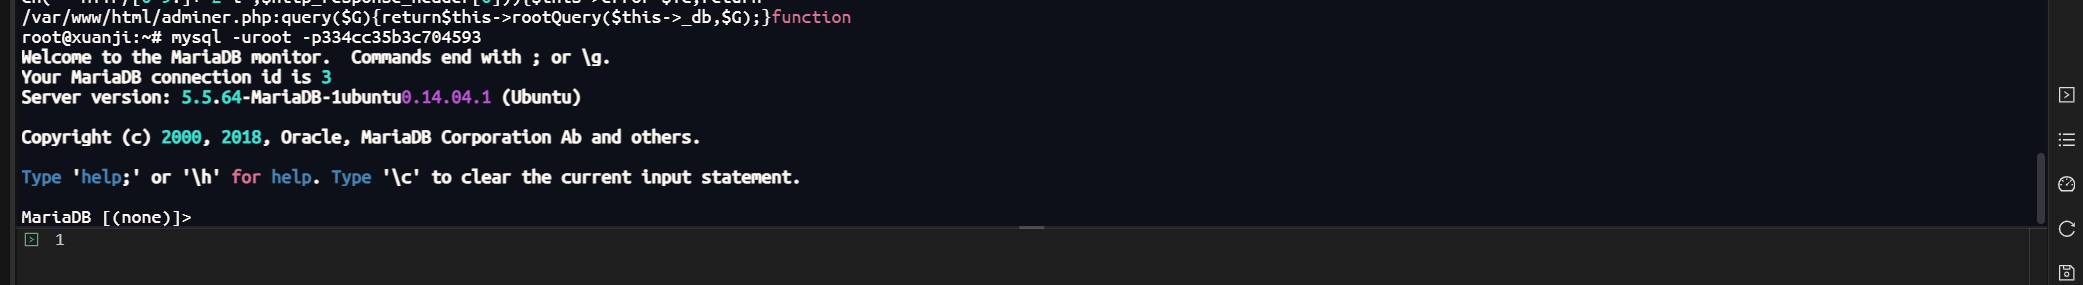 /var/www/html/adminer.php:query($G){return$this->rootQuery($this->_db,$G);}function
root@xuanji:~# mysql -uroot -p334cc35b3c704593
Welcome to the MariaDB monitor.  Commands end with ; or \g.
Your MariaDB connection id is 3
Server version: 5.5.64-MariaDB-1ubuntu0.14.04.1 (Ubuntu)
Copyright (c) 2000, 2018, Oracle, MariaDB Corporation Ab and others.
Type 'help;' or '\h' for help. Type '\c' to clear the current input statement.
MariaDB [(none)]>
1